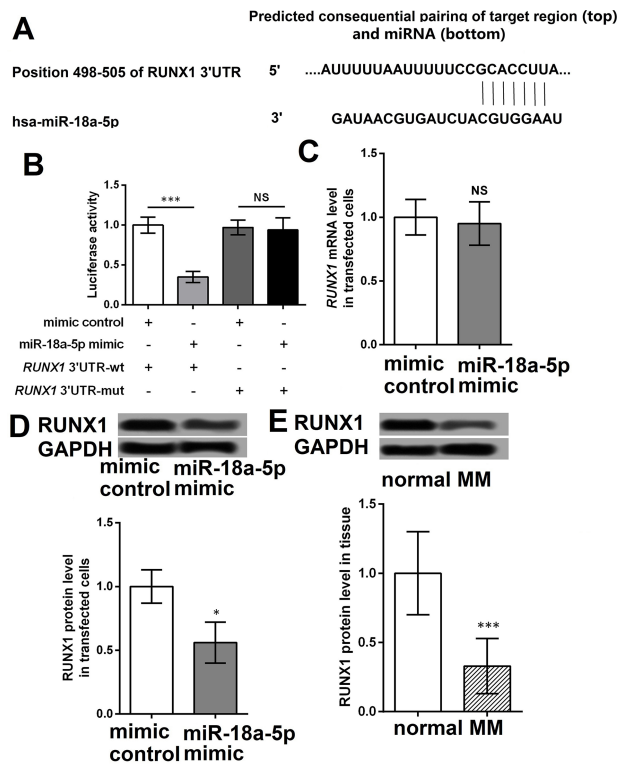 A
Predicted consequential pairing of target region (top)
and miRNA (bottom)
Position 498-505 of RUNX1 3'UTR 5' ....AUUUUUAAUUUUUCCGCACCUUA...
hsa-miR-18a-5p 3' GAUAACGUGAUCUACGUGGAAU
B
Luciferase activity
1.5
1.0
0.5
0.0
***
NS
mimic control + - + -
miR-18a-5p mimic - + - +
RUNX1 3'UTR-wt + + - -
RUNX1 3'UTR-mut - - + +
C
RUNX1 mRNA level
in transfected cells
1.5
1.0
0.5
0.0
NS
mimic miR-18a-5p
control mimic
D
RUNX1
GAPDH
mimic miR-18a-5p
control mimic
RUNX1 protein level
in transfected cells
1.5
1.0
0.5
0.0
*
mimic miR-18a-5p
control mimic
E
RUNX1
GAPDH
normal MM
RUNX1 protein level in tissue
1.5
1.0
0.5
0.0
***
normal MM